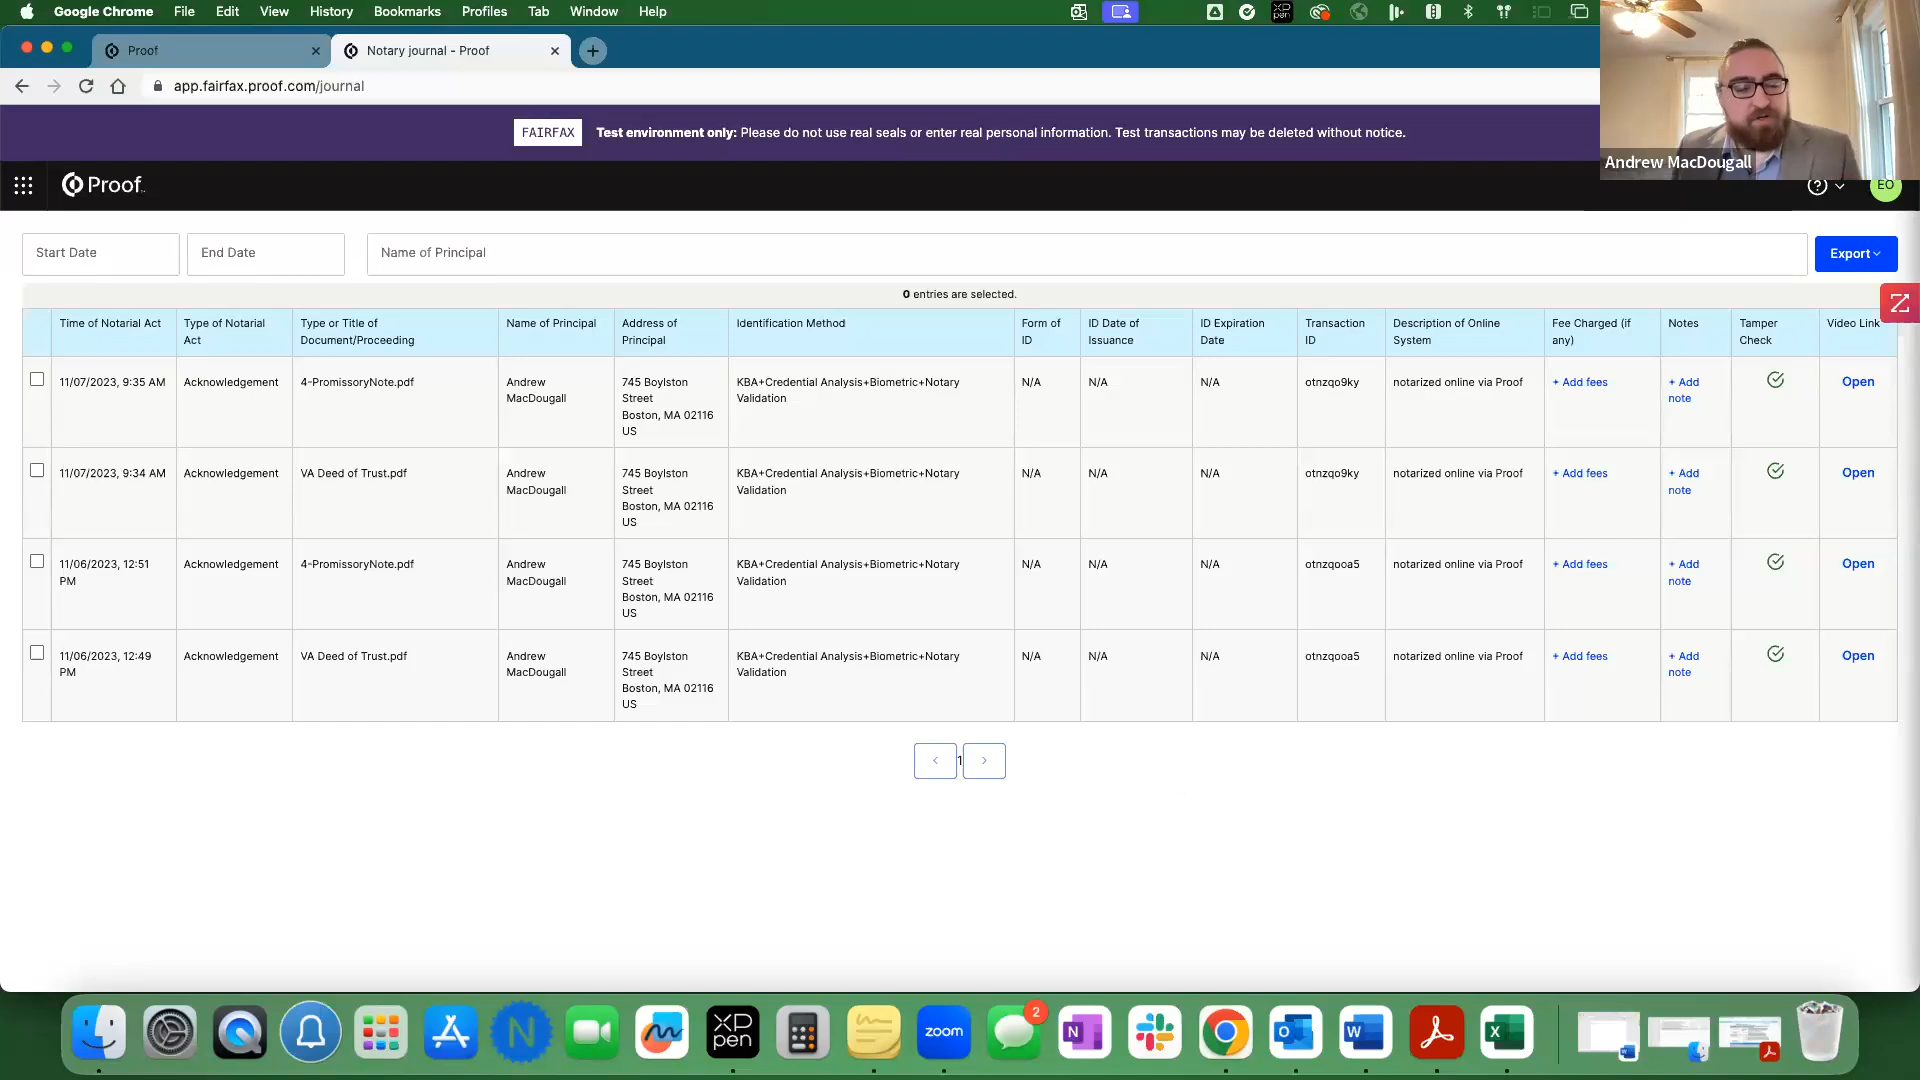 Google Chrome File Edit View History Bookmarks Profiles Tab Window Help
Proof
Notary journal - Proof
app.fairfax.proof.com/journal
FAIRFAX Test environment only: Please do not use real seals or enter real personal information. Test transactions may be deleted without notice.
Andrew MacDougall
Proof
EO
Start Date
End Date
Name of Principal
Export
0 entries are selected.
Time of Notarial Act
Type of Notarial
Act
Type or Title of
Document/Proceeding
Name of Principal
Address of
Principal
Identification Method
Form of
ID
ID Date of
Issuance
ID Expiration
Date
Transaction
ID
Description of Online
System
Fee Charged (if
any)
Notes
Tamper
Check
Video Link
11/07/2023, 9:35 AM
Acknowledgement
4-PromissoryNote.pdf
Andrew
MacDougall
745 Boylston
Street
Boston, MA 02116
US
KBA+Credential Analysis+Biometric+Notary
Validation
N/A
N/A
N/A
otnzqo9ky
notarized online via Proof
+ Add fees
+ Add
note
Open
11/07/2023, 9:34 AM
Acknowledgement
VA Deed of Trust.pdf
Andrew
MacDougall
745 Boylston
Street
Boston, MA 02116
US
KBA+Credential Analysis+Biometric+Notary
Validation
N/A
N/A
N/A
otnzqo9ky
notarized online via Proof
+ Add fees
+ Add
note
Open
11/06/2023, 12:51
PM
Acknowledgement
4-PromissoryNote.pdf
Andrew
MacDougall
745 Boylston
Street
Boston, MA 02116
US
KBA+Credential Analysis+Biometric+Notary
Validation
N/A
N/A
N/A
otnzqooa5
notarized online via Proof
+ Add fees
+ Add
note
Open
11/06/2023, 12:49
PM
Acknowledgement
VA Deed of Trust.pdf
Andrew
MacDougall
745 Boylston
Street
Boston, MA 02116
US
KBA+Credential Analysis+Biometric+Notary
Validation
N/A
N/A
N/A
otnzqooa5
notarized online via Proof
+ Add fees
+ Add
note
Open
1
N
XP
pen
zoom
2
N
W
X